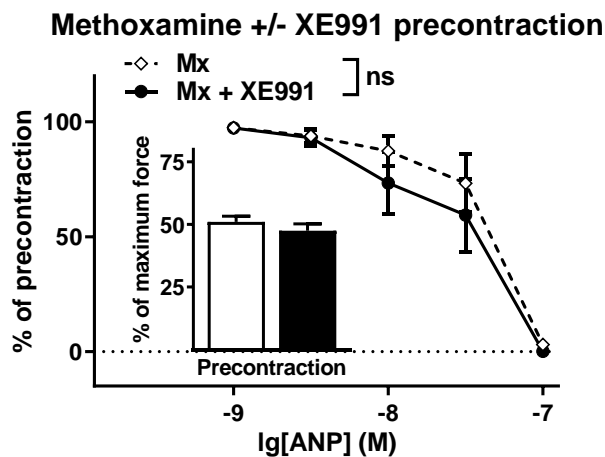 Methoxamine +/- XE991 precontraction
Mx
Mx + XE991
ns
% of precontraction
100
50
0
% of maximum force
75
50
25
Precontraction
-9
-8
-7
lg[ANP] (M)